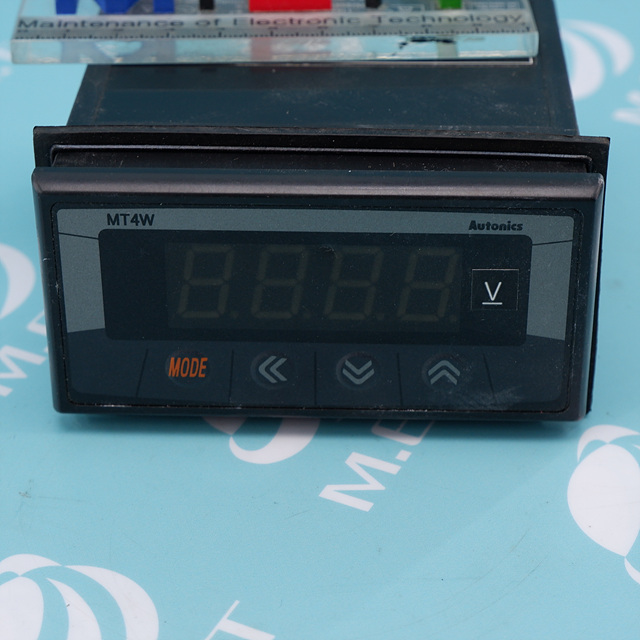 Maintenance of Electronic Technology
MT4W
Autonics
V
MODE